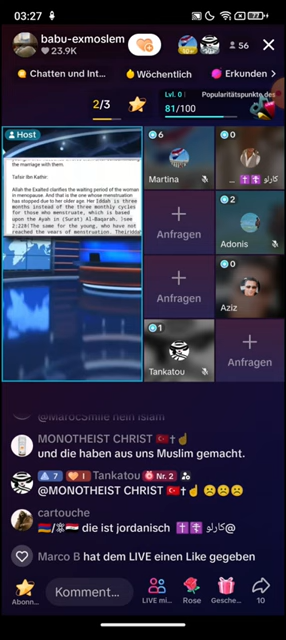 03:27
77
babu-exmoslem
23.9K
56
Chatten und Int...
Wöchentlich
Erkunden
2/3
Lvl. 0
Popularitätspunkte des
81/100
Host
the marriage with them.
Tafsir Ibn Kathir:
Allah the Exalted clarifies the waiting period of the woman
in menopause. And that is the one whose menstruation
has stopped due to her older age. Her Iddah is three
months instead of the three monthly cycles
for those who menstruate, which is based
upon the Ayah in (Surat) Al-Baqarah. [see
2:228]The same for the young, who have not
reached the years of menstruation. Their
6
Martina
0
كارلو
Anfragen
2
Adonis
Anfragen
0
Aziz
1
Tankatou
Anfragen
@MarocSmile nein Islam
MONOTHEIST CHRIST 🇹🇷✝️☝️
und die haben aus uns Muslim gemacht.
7 1 Tankatou Nr. 2
@MONOTHEIST CHRIST 🇹🇷✝️☝️ ☹️☹️☹️
cartouche
die ist jordanisch كارلو@
Marco B hat dem LIVE einen Like gegeben
Abonn...
Kommentar...
LIVE mi...
Rose
Gesche...
10